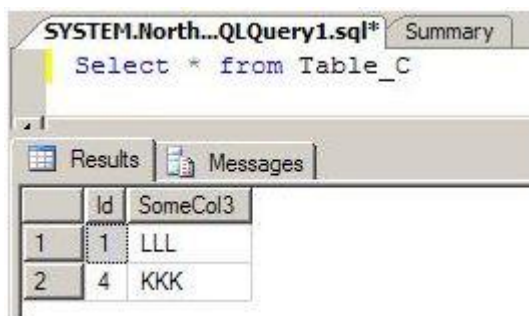 SYSTEM.North...QLQuery1.sql* Summary
Select * from Table_C
Results Messages
Id SomeCol3
1 1 LLL
2 4 KKK